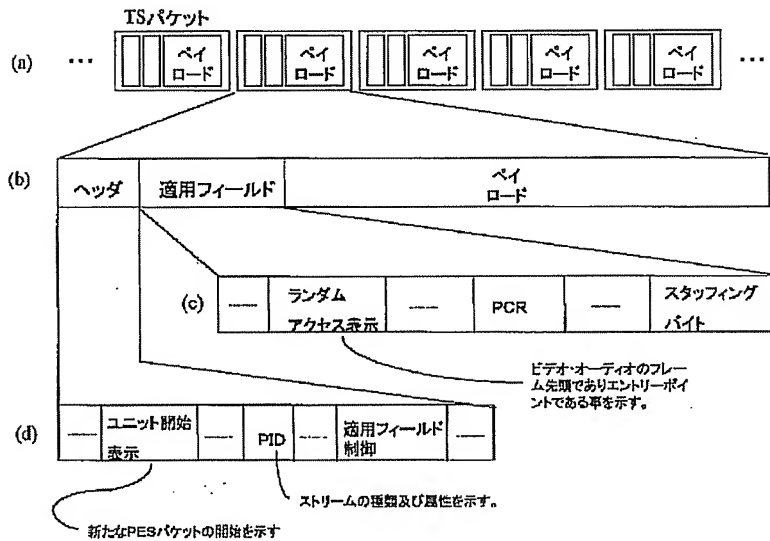 TSパケット
(a) … ペイ ペイ ペイ ペイ ペイ …
ロード ロード ロード ロード ロード
(b) ヘッダ 適用フィールド ペイ
ロード
(c) ランダム PCR スタッフィング
アクセス表示 バイト
ビデオ・オーディオのフレー
ム先頭でありエントリーポイ
ントである事を示す。
(d) ユニット開始 PID 適用フィールド
表示 制御
ストリームの種類及び属性を示す。
新たなPESパケットの開始を示す